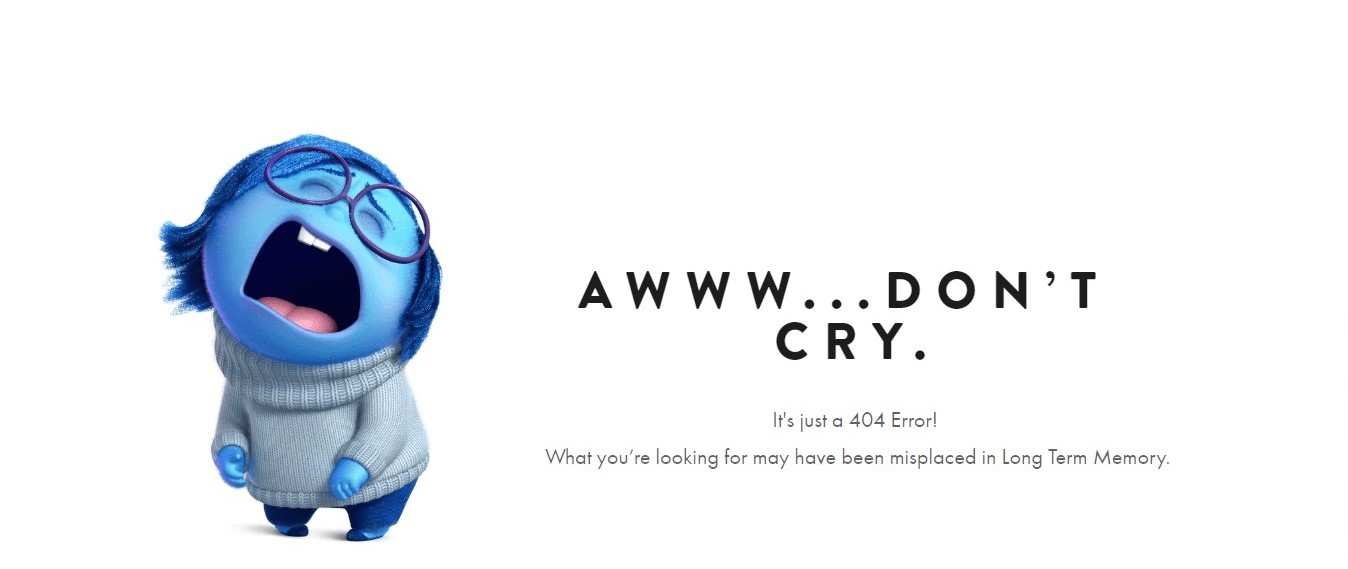 AWWW...DON’T
CRY.
It's just a 404 Error!
What you’re looking for may have been misplaced in Long Term Memory.